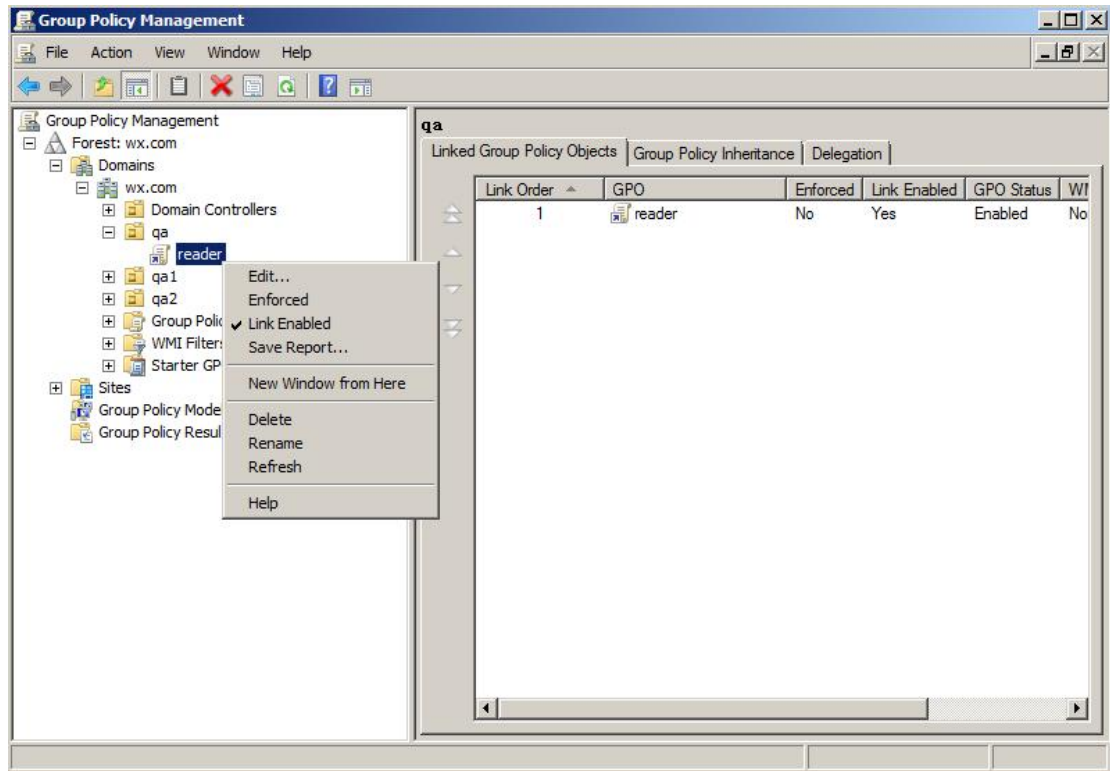 Group Policy Management
File Action View Window Help
Group Policy Management
Forest: wx.com
Domains
wx.com
Domain Controllers
qa
reader
qa1
qa2
Group Polic
WMI Filters
Starter GP
Sites
Group Policy Mode
Group Policy Resul
Edit...
Enforced
Link Enabled
Save Report...
New Window from Here
Delete
Rename
Refresh
Help
qa
Linked Group Policy Objects Group Policy Inheritance Delegation
Link Order GPO Enforced Link Enabled GPO Status WI
1 reader No Yes Enabled No